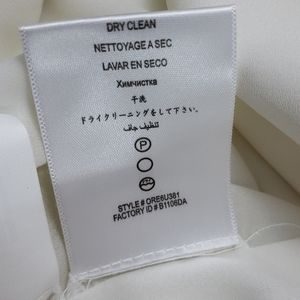 DRY CLEAN
NETTOYAGE A SEC
LAVAR EN SECO
Химчистка
干洗
ドライクリーニングをして下さい。
تنظيف جاف
P
STYLE # ORE6U361
FACTORY ID # B1106DA